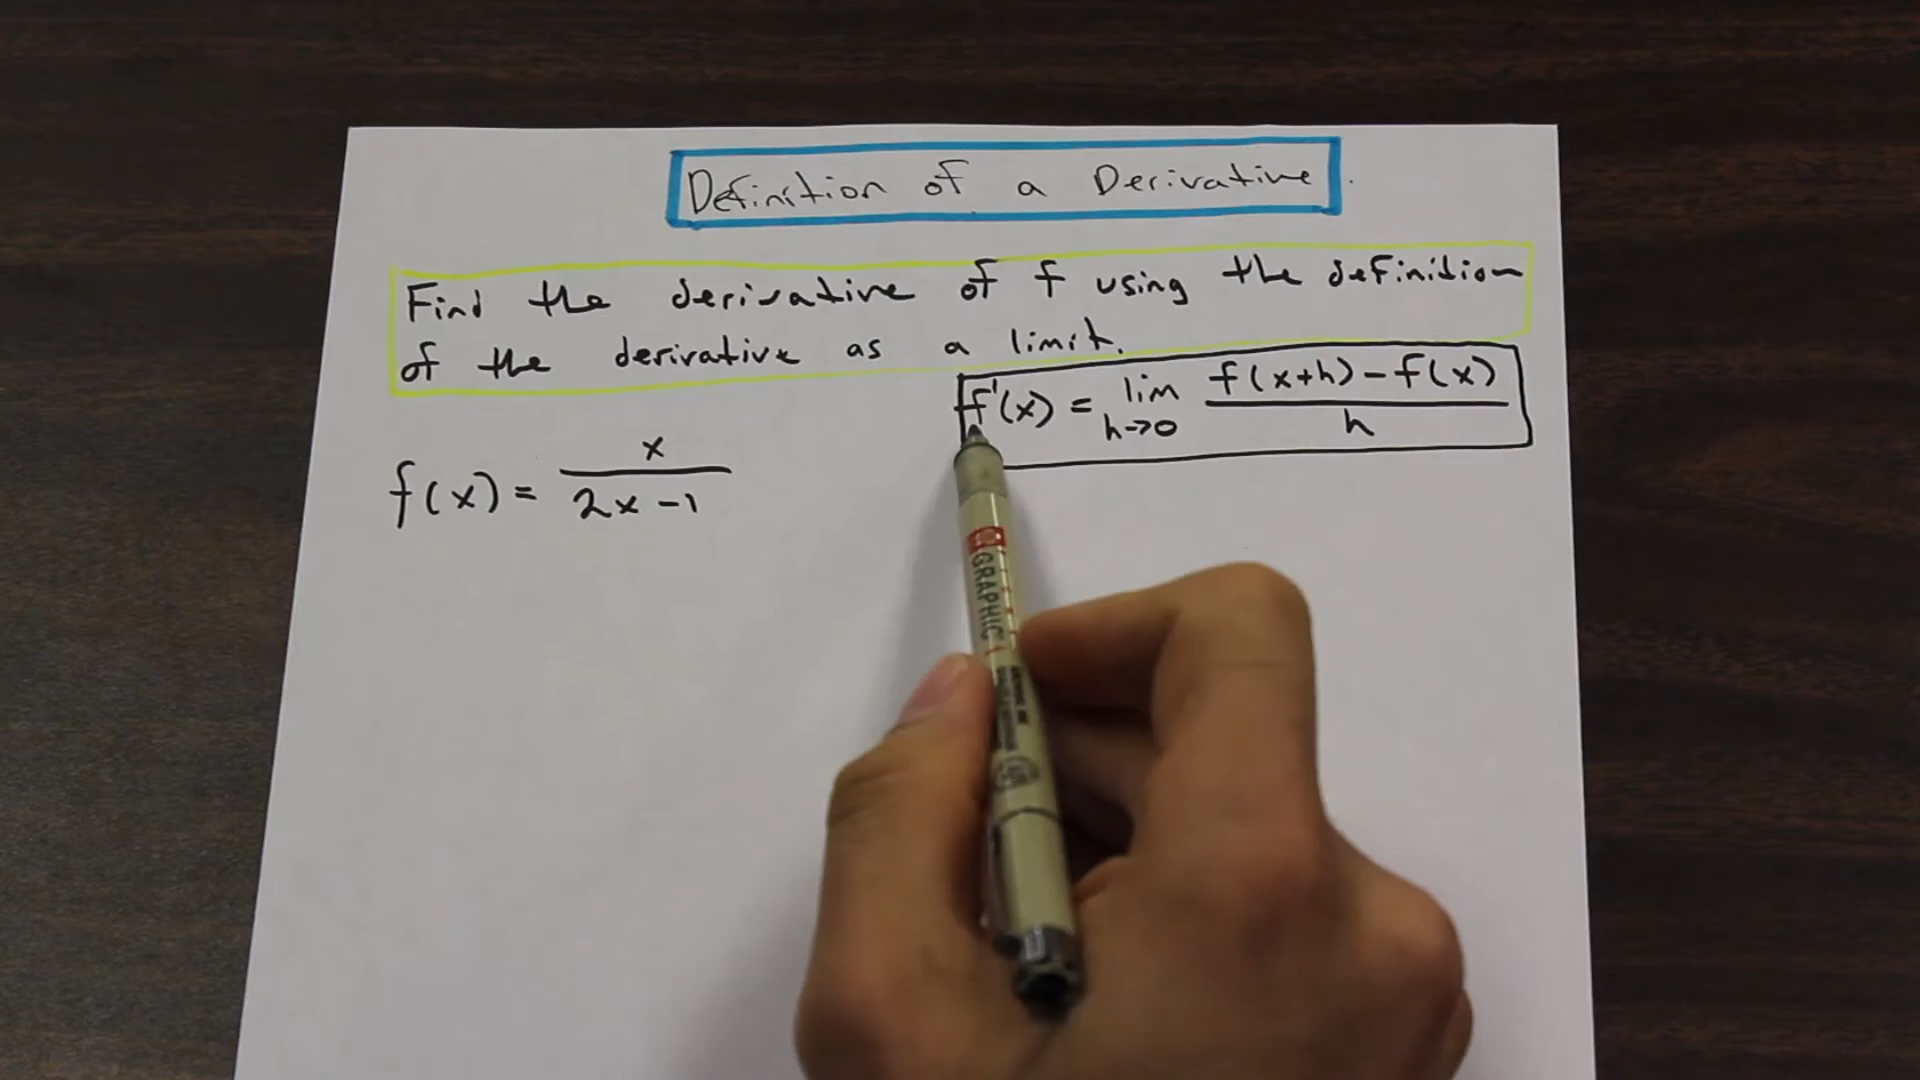 Definition of a Derivative.
Find the derivative of f using the definition
of the derivative as a limit.
f'(x) = lim h→0 f(x+h) - f(x) / h
f(x) = x / 2x - 1
GRAPHIC